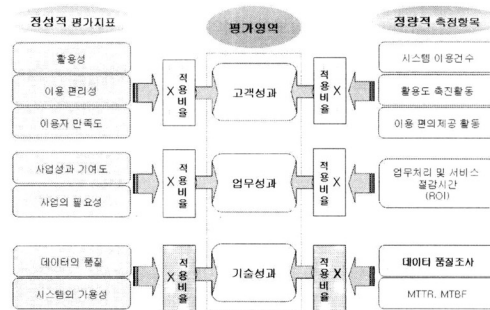 정성적 평가지표
평가영역
정량적 측정항목
활용성
이용 편리성
이용자 만족도
X 적용비율
고객성과
적용비율 X
시스템 이용건수
활용도 촉진활동
이용 편의제공 활동
사업성과 기여도
사업의 필요성
X 적용비율
업무성과
적용비율 X
업무처리 및 서비스
절감시간
(ROI)
데이터의 품질
시스템의 가용성
X 적용비율
기술성과
적용비율 X
데이터 품질조사
MTTR, MTBF